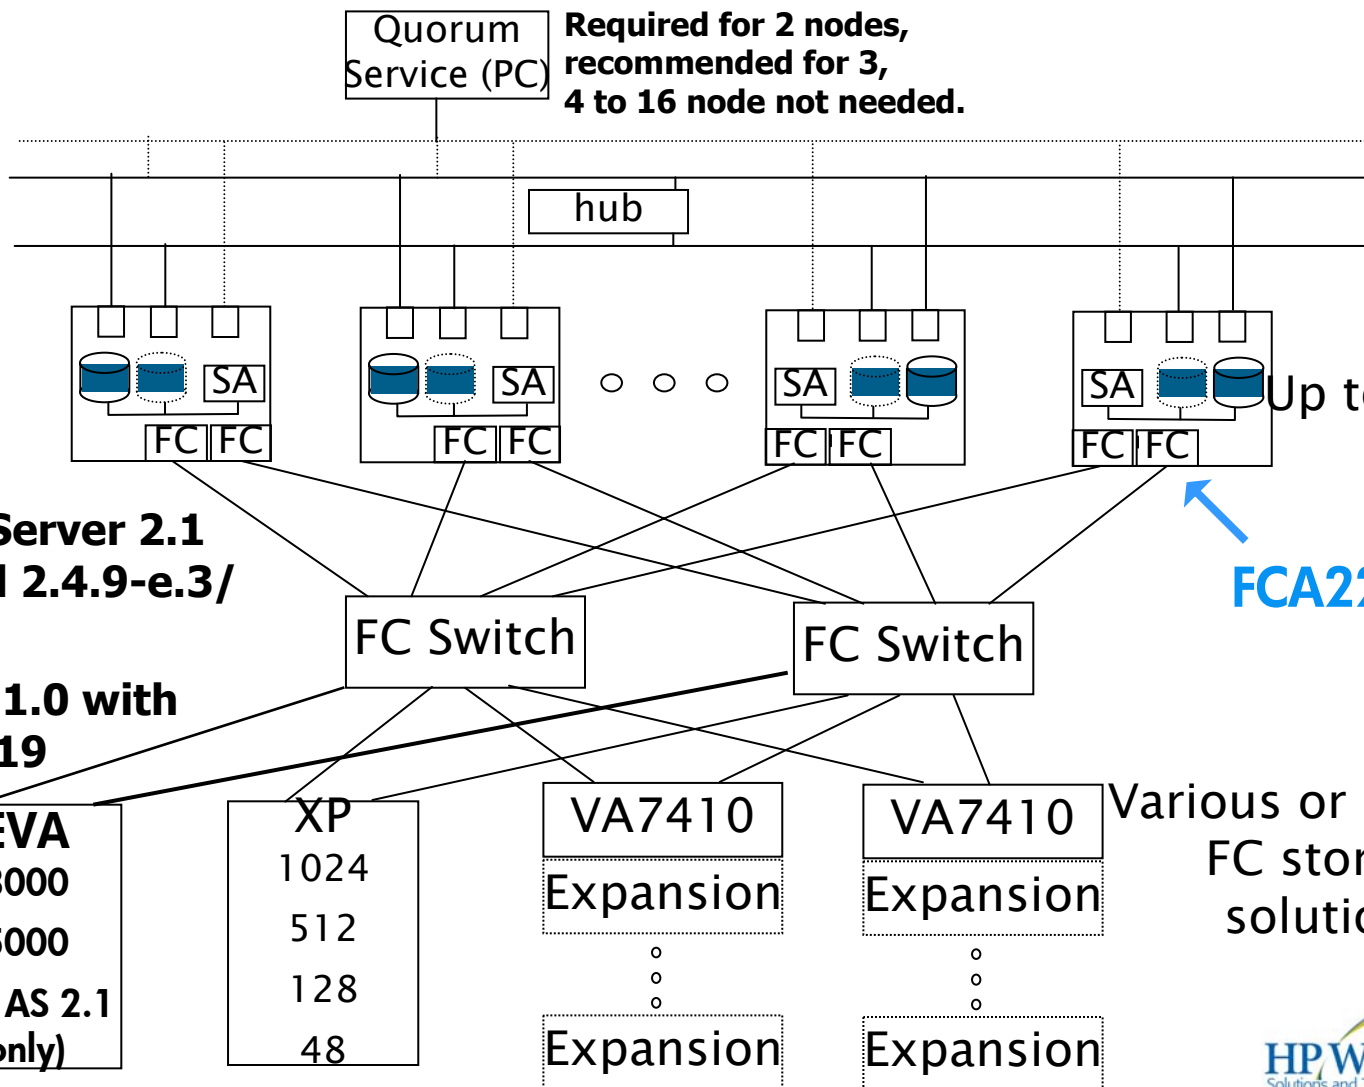 Quorum
Service (PC)
Required for 2 nodes,
recommended for 3,
4 to 16 node not needed.
hub
SA
SA
SA
SA
FC FC
FC FC
FC FC
FC FC
Up to
Server 2.1
2.4.9-e.3/
FCA22
FC Switch
FC Switch
1.0 with
19
EVA
3000
5000
AS 2.1
only)
XP
1024
512
128
48
VA7410
Expansion
Expansion
VA7410
Expansion
Expansion
Various or
FC stor
solutio
HP W
Solutions and